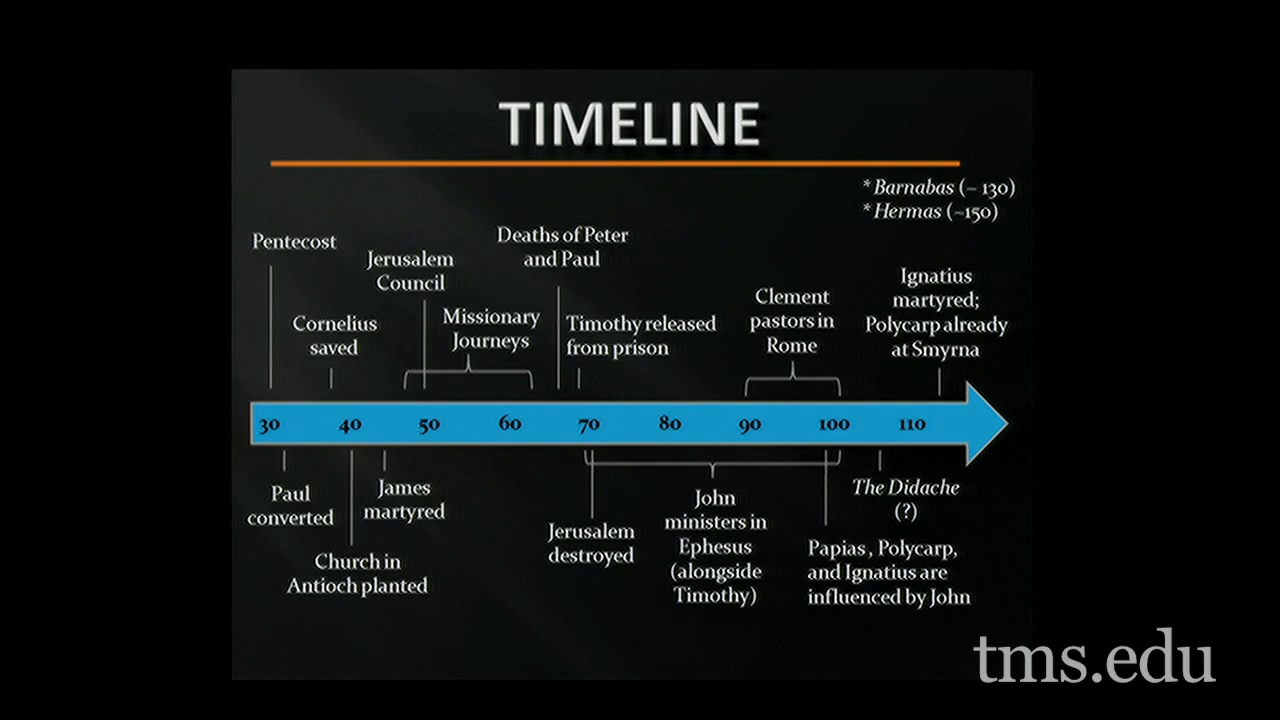 TIMELINE
* Barnabas (~ 130)
* Hermas (~150)
Pentecost
Cornelius
saved
Jerusalem
Council
Missionary
Journeys
Deaths of Peter
and Paul
Timothy released
from prison
Clement
pastors in
Rome
Ignatius
martyred;
Polycarp already
at Smyrna
30 40 50 60 70 80 90 100 110
Paul
converted
Church in
Antioch planted
James
martyred
Jerusalem
destroyed
John
ministers in
Ephesus
(alongside
Timothy)
The Didache
(?)
Papias , Polycarp,
and Ignatius are
influenced by John
tms.edu